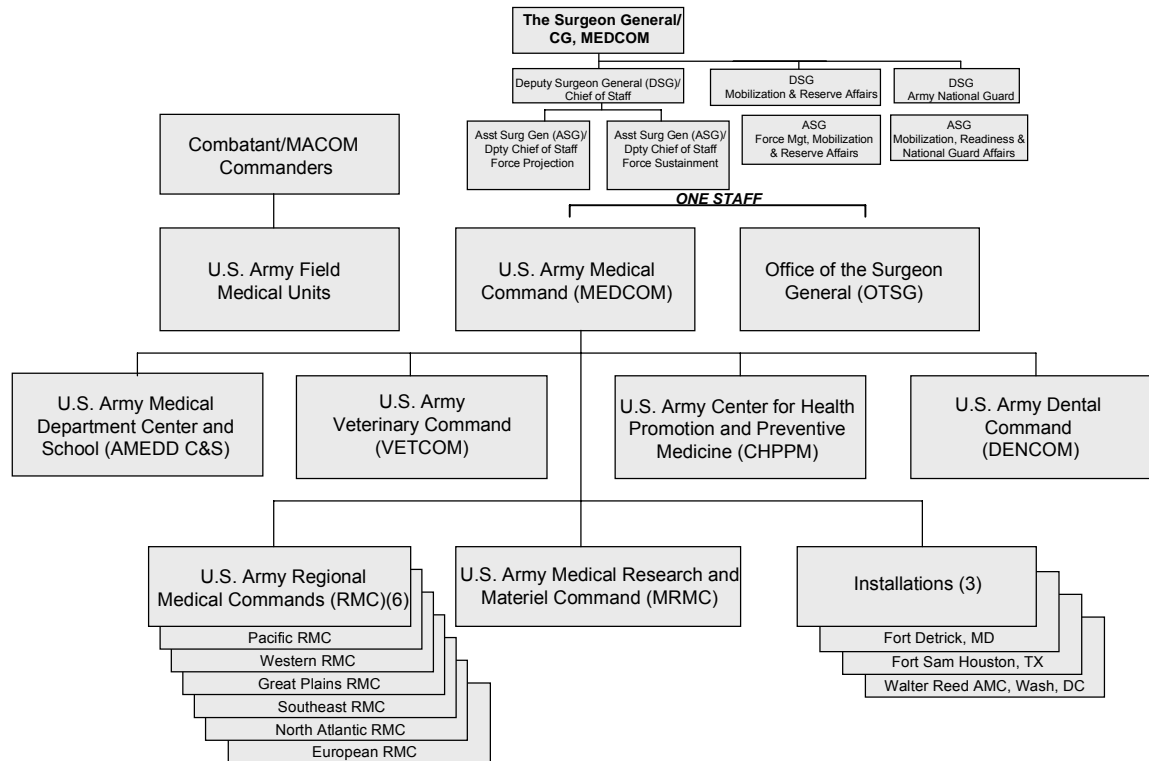 The Surgeon General/
CG, MEDCOM
Deputy Surgeon General (DSG)/
Chief of Staff
DSG
Mobilization & Reserve Affairs
DSG
Army National Guard
Asst Surg Gen (ASG)/
Dpty Chief of Staff
Force Projection
Asst Surg Gen (ASG)/
Dpty Chief of Staff
Force Sustainment
ASG
Force Mgt, Mobilization
& Reserve Affairs
ASG
Mobilization, Readiness &
National Guard Affairs
Combatant/MACOM
Commanders
ONE STAFF
U.S. Army Field
Medical Units
U.S. Army Medical
Command (MEDCOM)
Office of the Surgeon
General (OTSG)
U.S. Army Medical
Department Center and
School (AMEDD C&S)
U.S. Army
Veterinary Command
(VETCOM)
U.S. Army Center for Health
Promotion and Preventive
Medicine (CHPPM)
U.S. Army Dental
Command
(DENCOM)
U.S. Army Regional
Medical Commands (RMC)(6)
Pacific RMC
Western RMC
Great Plains RMC
Southeast RMC
North Atlantic RMC
European RMC
U.S. Army Medical Research and
Materiel Command (MRMC)
Installations (3)
Fort Detrick, MD
Fort Sam Houston, TX
Walter Reed AMC, Wash, DC